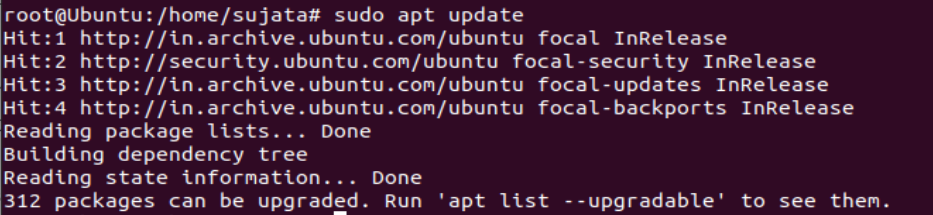 root@Ubuntu:/home/sujata# sudo apt update
Hit:1 http://in.archive.ubuntu.com/ubuntu focal InRelease
Hit:2 http://security.ubuntu.com/ubuntu focal-security InRelease
Hit:3 http://in.archive.ubuntu.com/ubuntu focal-updates InRelease
Hit:4 http://in.archive.ubuntu.com/ubuntu focal-backports InRelease
Reading package lists... Done
Building dependency tree
Reading state information... Done
312 packages can be upgraded. Run 'apt list --upgradable' to see them.